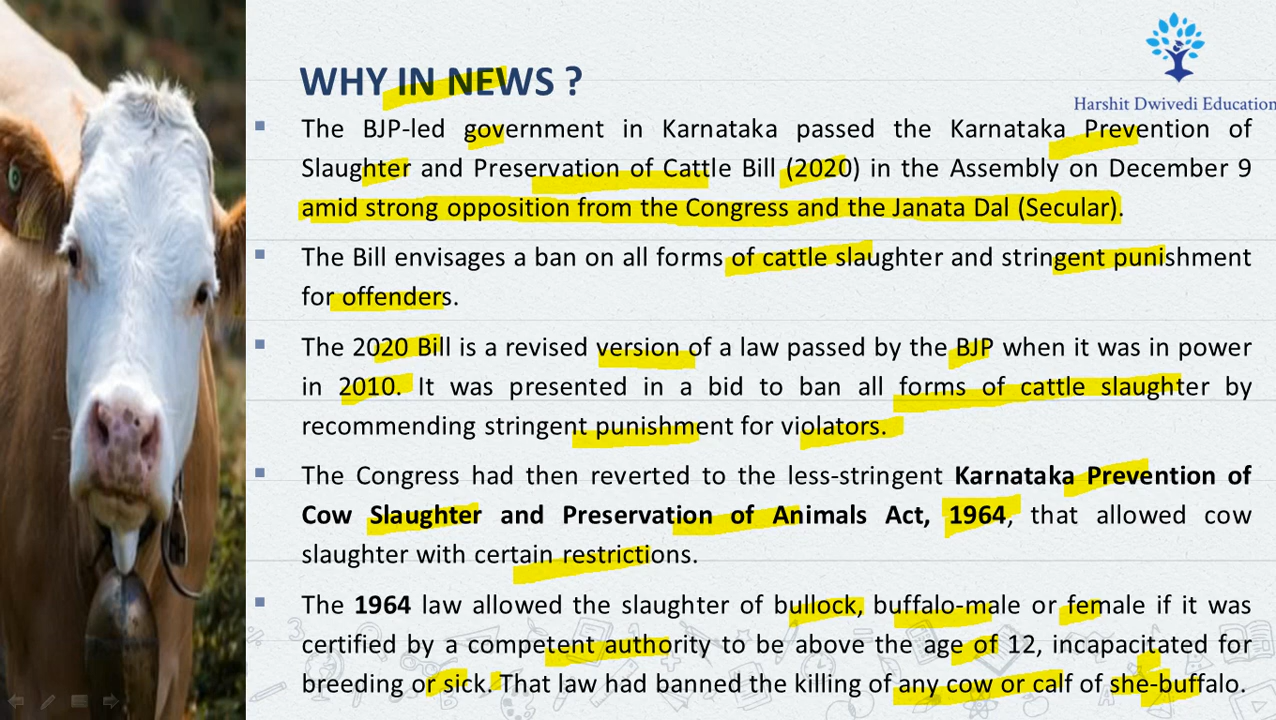 WHY IN NEWS ?
Harshit Dwivedi Education
The BJP-led government in Karnataka passed the Karnataka Prevention of
Slaughter and Preservation of Cattle Bill (2020) in the Assembly on December 9
amid strong opposition from the Congress and the Janata Dal (Secular).
The Bill envisages a ban on all forms of cattle slaughter and stringent punishment
for offenders.
The 2020 Bill is a revised version of a law passed by the BJP when it was in power
in 2010. It was presented in a bid to ban all forms of cattle slaughter by
recommending stringent punishment for violators.
The Congress had then reverted to the less-stringent Karnataka Prevention of
Cow Slaughter and Preservation of Animals Act, 1964, that allowed cow
slaughter with certain restrictions.
The 1964 law allowed the slaughter of bullock, buffalo-male or female if it was
certified by a competent authority to be above the age of 12, incapacitated for
breeding or sick. That law had banned the killing of any cow or calf of she-buffalo.